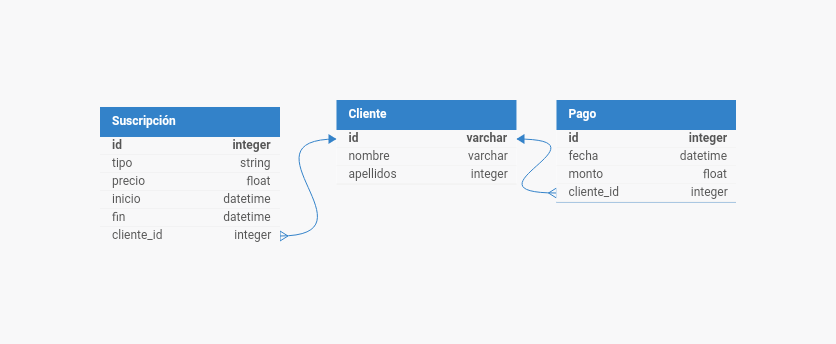 Suscripción
id integer
tipo string
precio float
inicio datetime
fin datetime
cliente_id integer
Cliente
id varchar
nombre varchar
apellidos integer
Pago
id integer
fecha datetime
monto float
cliente_id integer